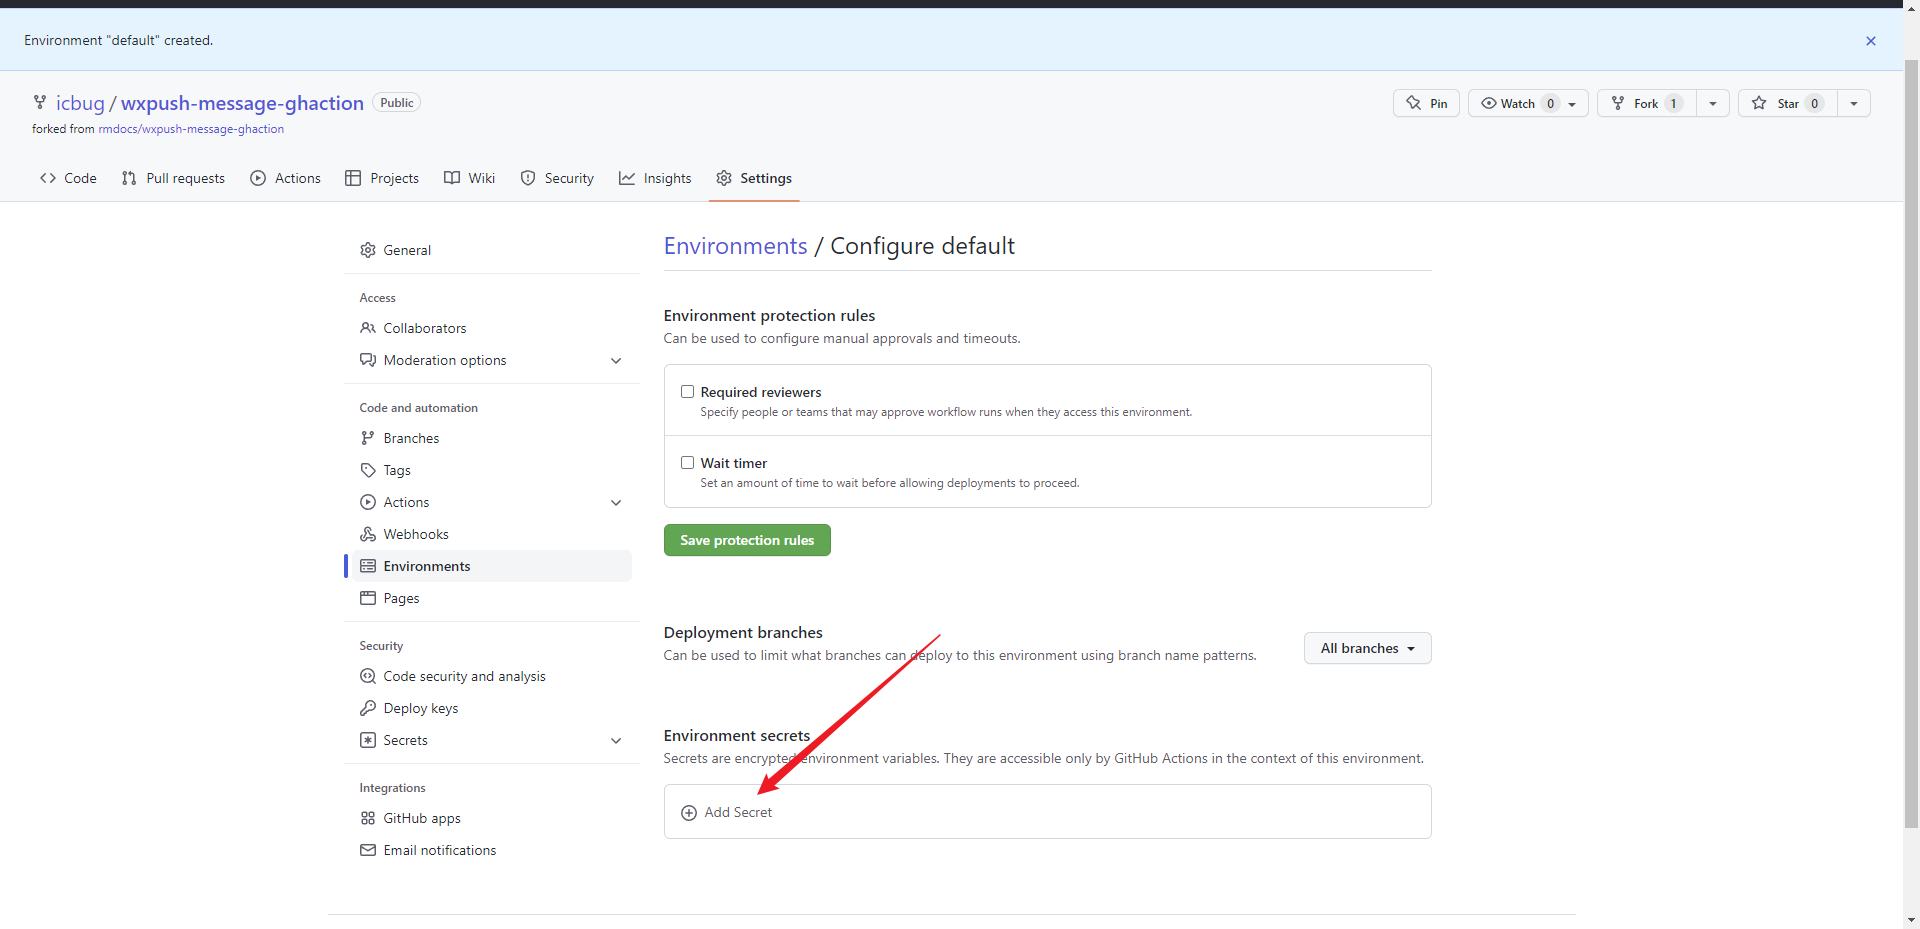 Environment "default" created.
icbug / wxpush-message-ghaction Public
Pin
Watch 0
Fork 1
Star 0
forked from rmdocs/wxpush-message-ghaction
Code
Pull requests
Actions
Projects
Wiki
Security
Insights
Settings
General
Access
Collaborators
Moderation options
Code and automation
Branches
Tags
Actions
Webhooks
Environments
Pages
Security
Code security and analysis
Deploy keys
Secrets
Integrations
GitHub apps
Email notifications
Environments / Configure default
Environment protection rules
Can be used to configure manual approvals and timeouts.
Required reviewers
Specify people or teams that may approve workflow runs when they access this environment.
Wait timer
Set an amount of time to wait before allowing deployments to proceed.
Save protection rules
Deployment branches
Can be used to limit what branches can deploy to this environment using branch name patterns.
All branches
Environment secrets
Secrets are encrypted environment variables. They are accessible only by GitHub Actions in the context of this environment.
Add Secret